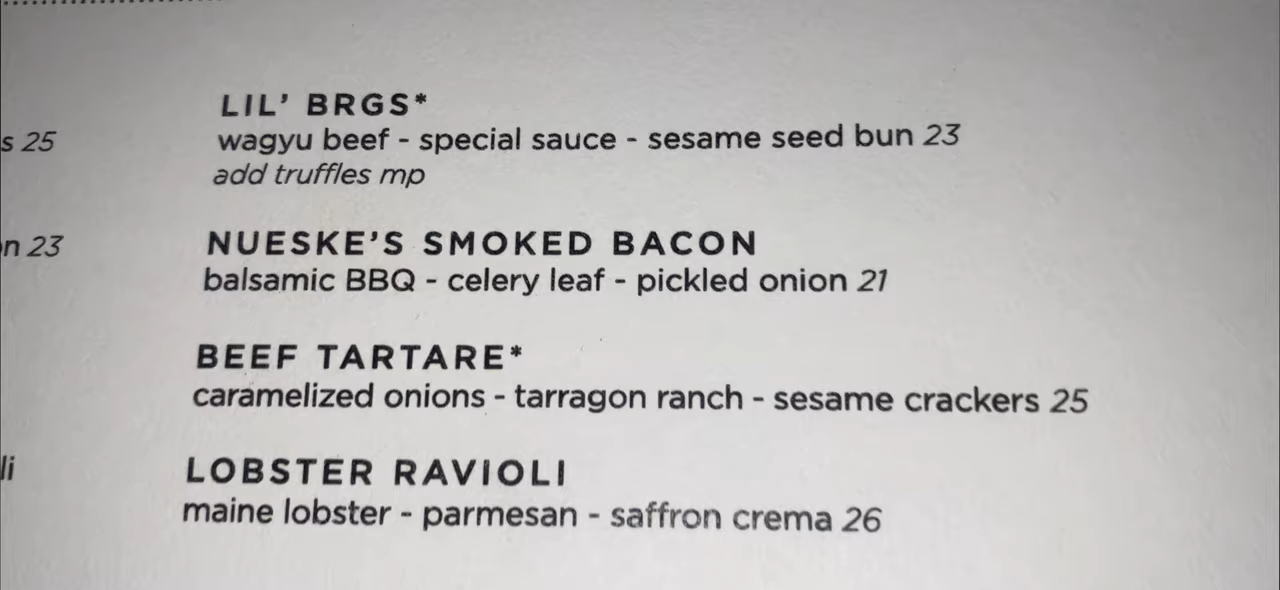 LIL' BRGS*
s 25
wagyu beef - special sauce - sesame seed bun 23
add truffles mp
n 23
NUESKE'S SMOKED BACON
balsamic BBQ - celery leaf - pickled onion 21
BEEF TARTARE*
caramelized onions - tarragon ranch - sesame crackers 25
li
LOBSTER RAVIOLI
maine lobster - parmesan - saffron crema 26